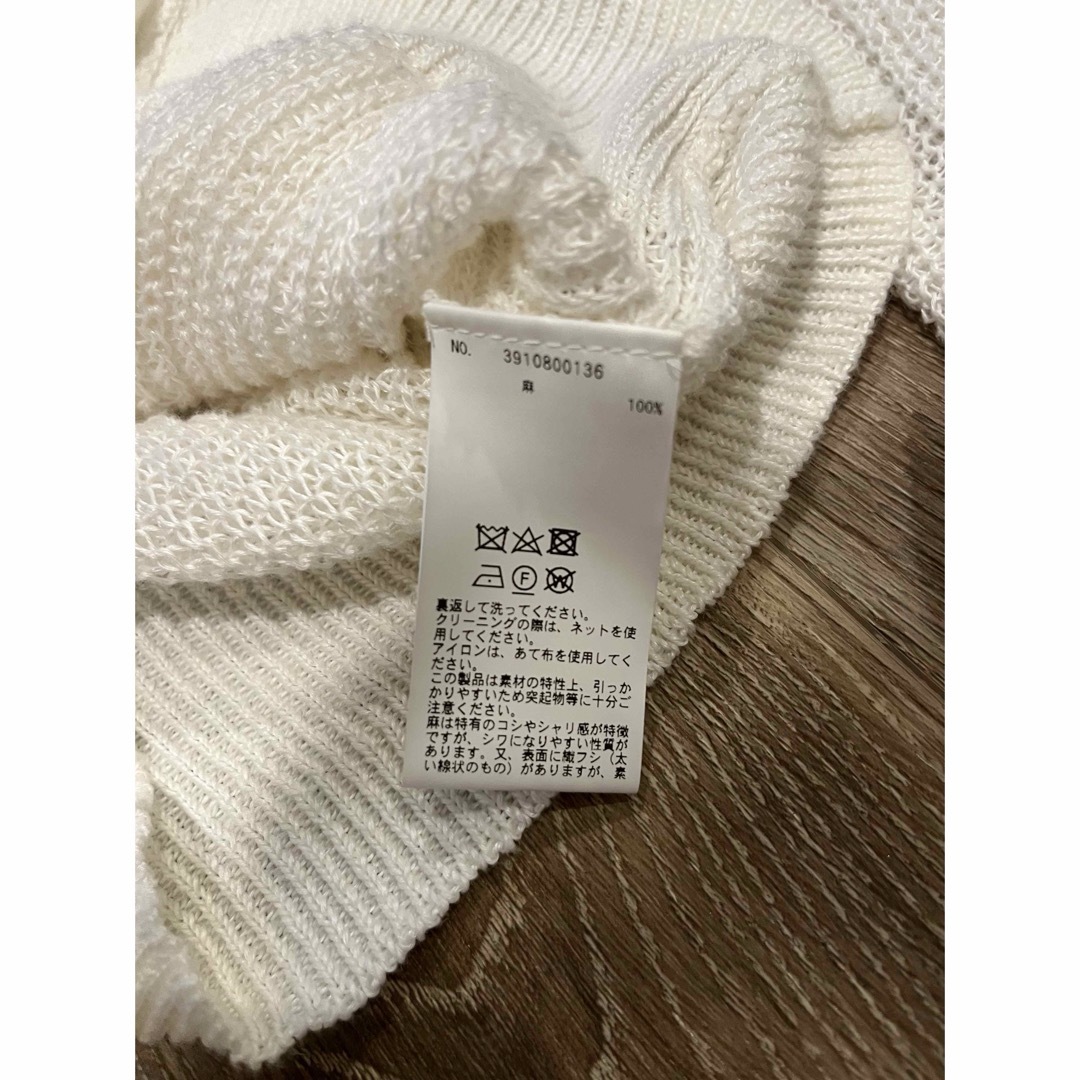 NO. 3910800136
麻
100%
F
W
裏返して洗ってください。
クリーニングの際は、ネットを使
用してください。
アイロンは、あて布を使用してく
ださい。
この製品は素材の特性上、引っか
かりやすいため突起物等に十分ご
注意ください。
麻は特有のコシやシャリ感が特徴
ですが、シワになりやすい性質が
あります。又、表面に織フシ（太
い線状のもの）がありますが、素